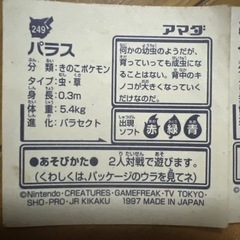 249
パラス
分類：きのこポケモン
タイプ：虫・草
身長：0.3m
体重：5.4kg
進化：パラセクト
アマダ
何かの幼虫のようだが、
育っていっても成虫にな
ることはない。背中のキ
ノコが大きくなっていく
だけなのだ。
出現
ソフト
赤 緑 青
●あそびかた● 2人対戦で遊びます。
(くわしくは、パッケージのウラを見てネ)
©Nintendo・CREATURES・GAMEFREAK・TV TOKYO・
SHO-PRO・JR KIKAKU 1997 MADE IN JAPAN